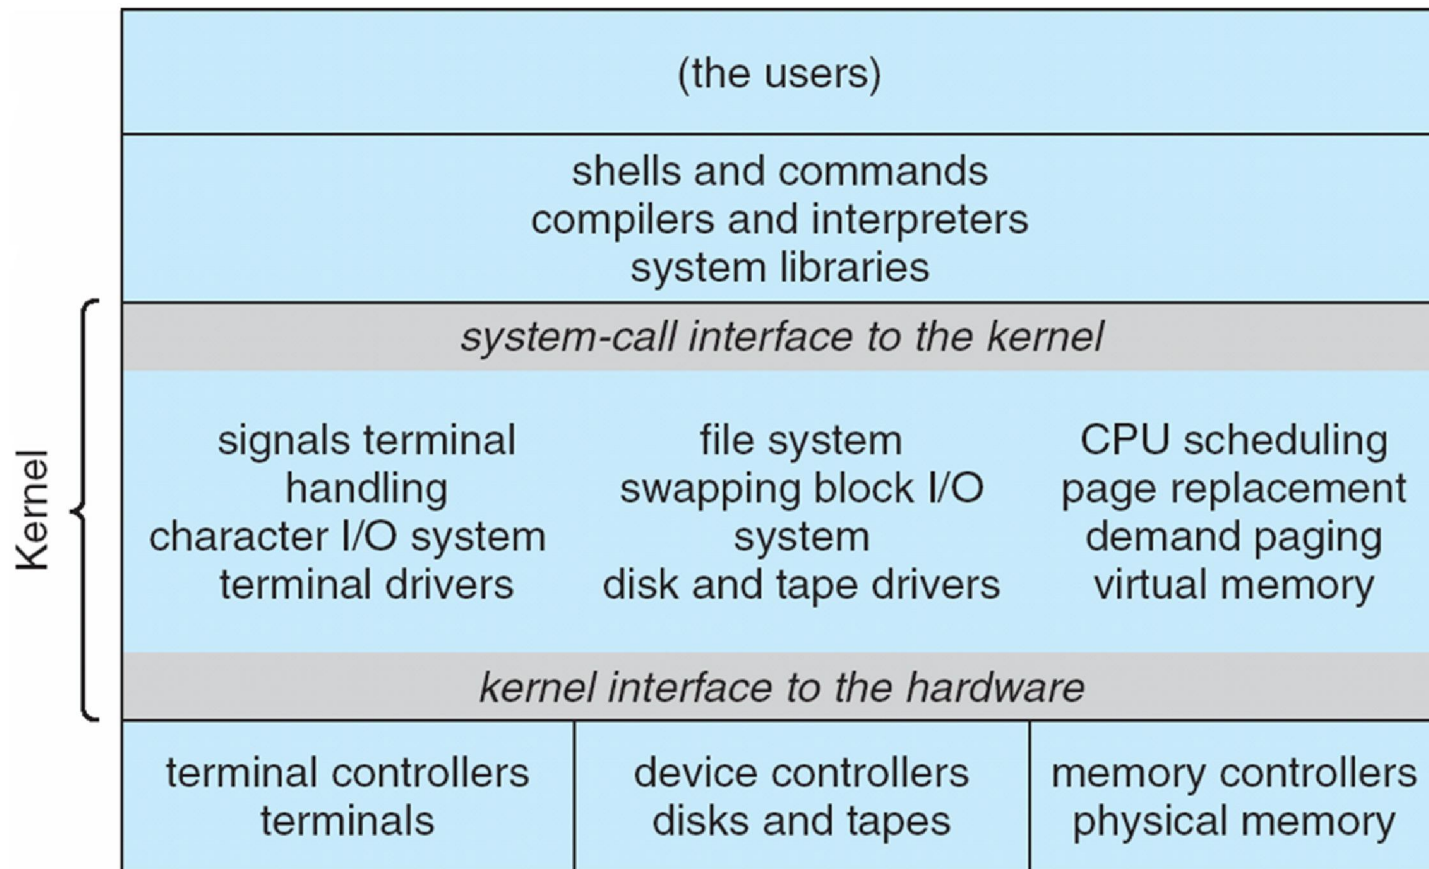 (the users)
shells and commands
compilers and interpreters
system libraries
system-call interface to the kernel
Kernel
signals terminal
handling
character I/O system
terminal drivers
file system
swapping block I/O
system
disk and tape drivers
CPU scheduling
page replacement
demand paging
virtual memory
kernel interface to the hardware
terminal controllers
terminals
device controllers
disks and tapes
memory controllers
physical memory